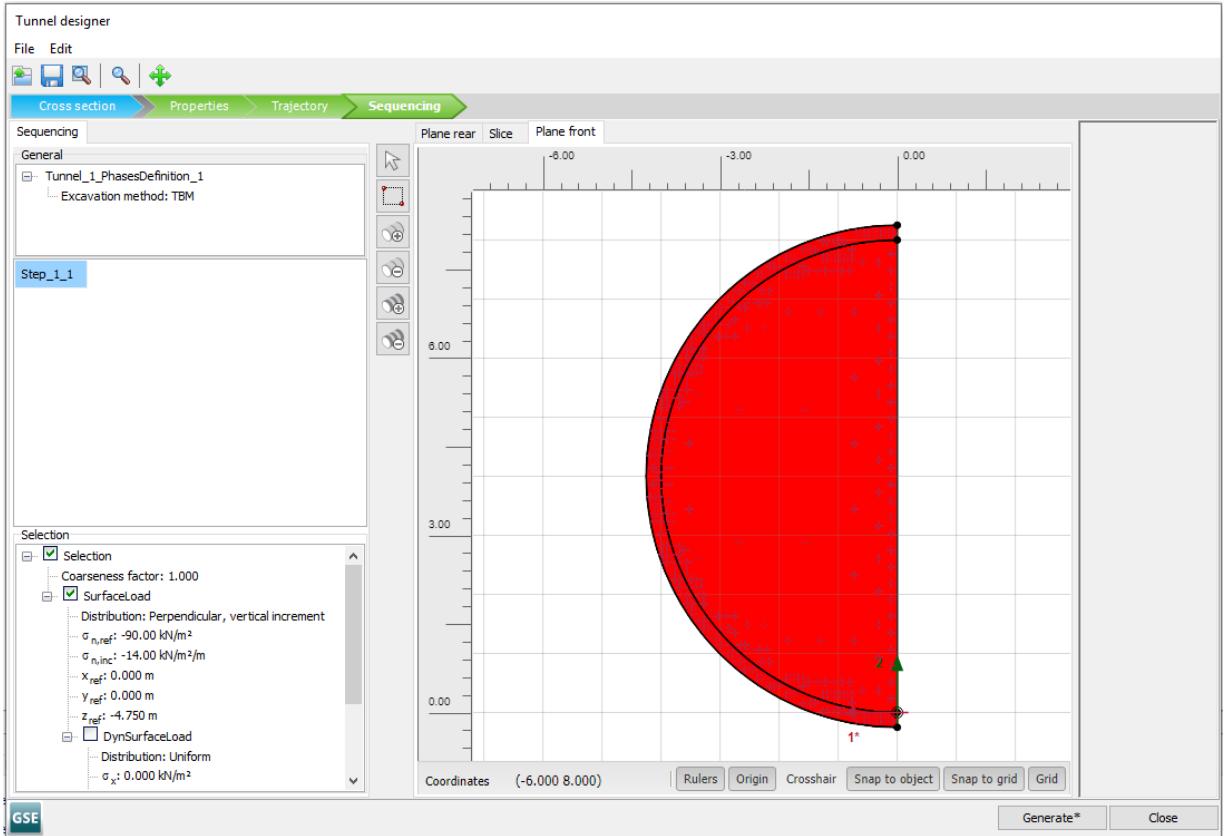 Tunnel designer
File Edit
Cross section Properties Trajectory Sequencing
Sequencing
General
Tunnel_1_PhasesDefinition_1
Excavation method: TBM
Step_1_1
Selection
Selection
Coarseness factor: 1.000
SurfaceLoad
Distribution: Perpendicular, vertical increment
σn,ref: -90.00 kN/m²
σn,inc: -14.00 kN/m²/m
xref: 0.000 m
yref: 0.000 m
zref: -4.750 m
DynSurfaceLoad
Distribution: Uniform
σx: 0.000 kN/m²
Plane rear Slice Plane front
-6.00 -3.00 0.00
6.00
3.00
0.00
2
1*
Coordinates (-6.000 8.000) Rulers Origin Crosshair Snap to object Snap to grid Grid
GSE
Generate* Close